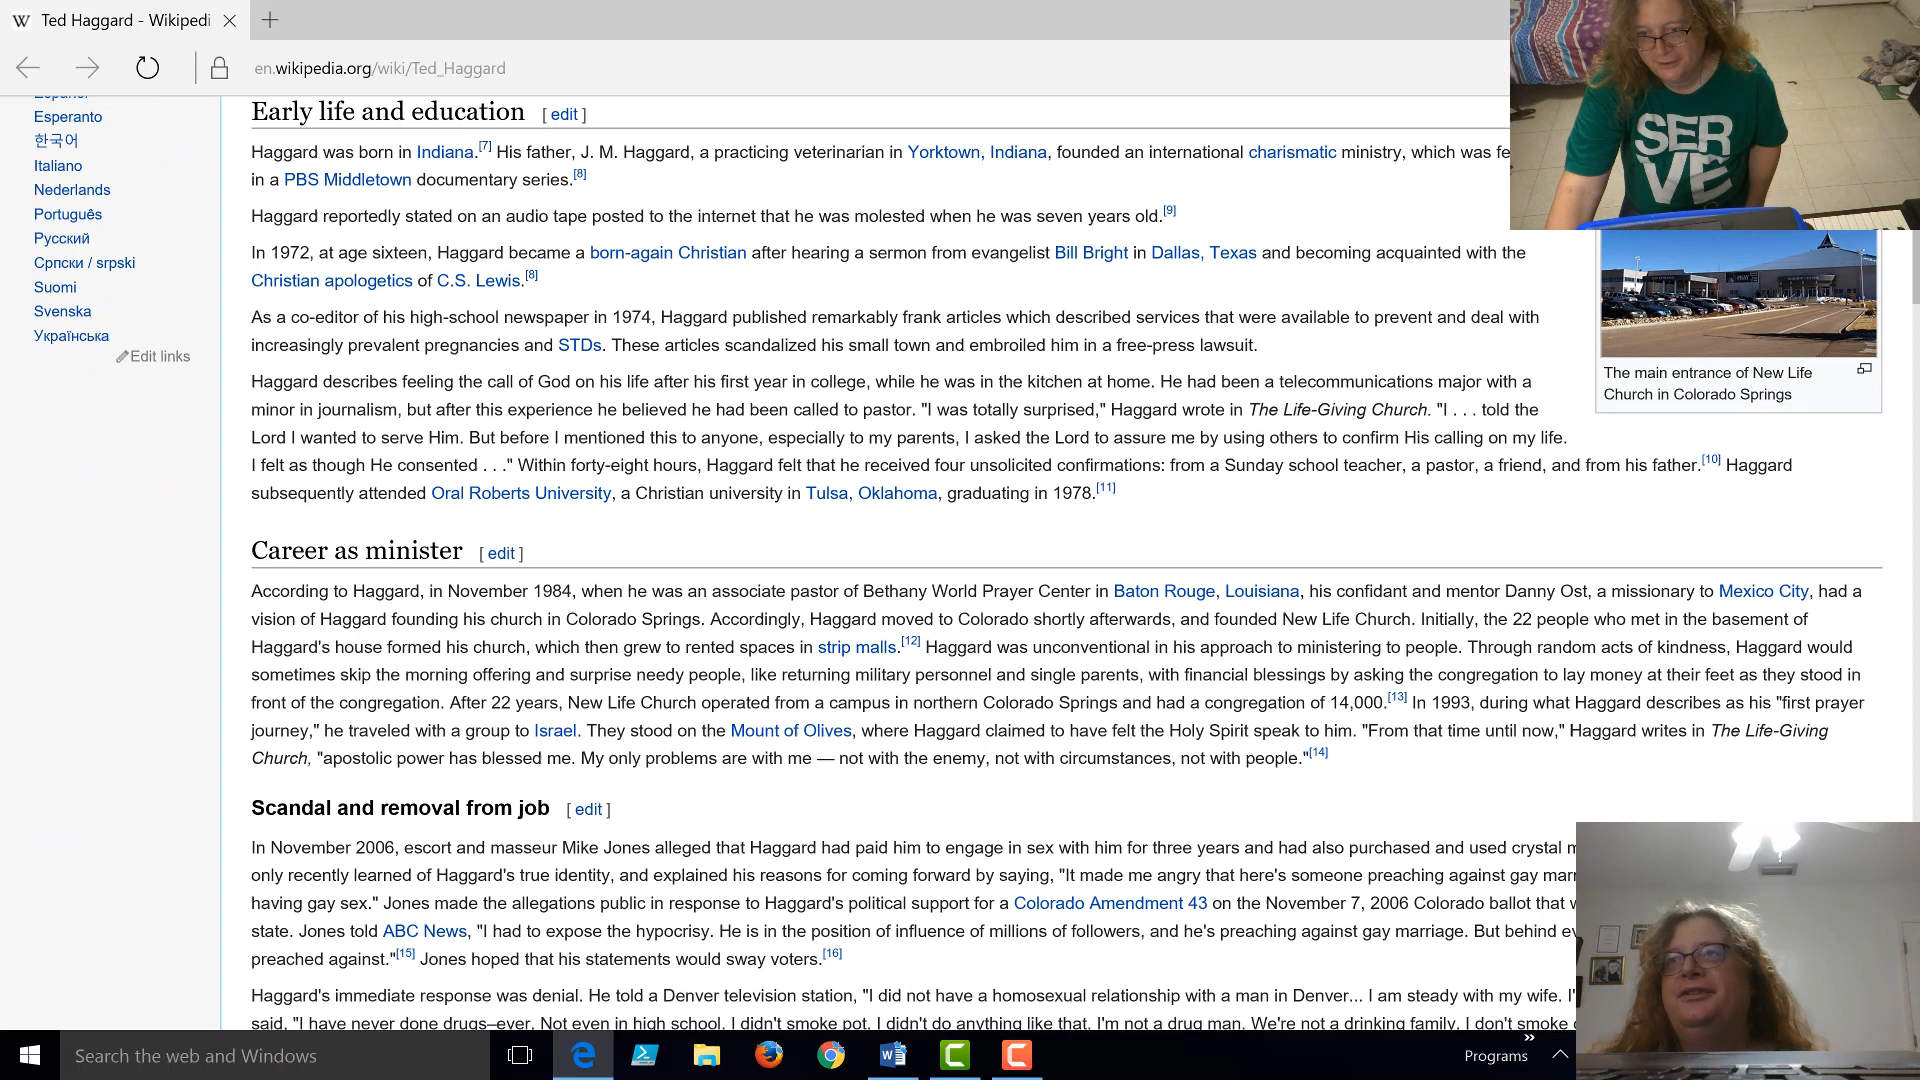 Ted Haggard - Wikipedi
en.wikipedia.org/wiki/Ted_Haggard
Esperanto
한국어
Italiano
Nederlands
Português
Русский
Српски / srpski
Suomi
Svenska
Українська
Edit links
Early life and education [ edit ]
Haggard was born in Indiana.[7] His father, J. M. Haggard, a practicing veterinarian in Yorktown, Indiana, founded an international charismatic ministry, which was fe
in a PBS Middletown documentary series.[8]
Haggard reportedly stated on an audio tape posted to the internet that he was molested when he was seven years old.[9]
In 1972, at age sixteen, Haggard became a born-again Christian after hearing a sermon from evangelist Bill Bright in Dallas, Texas and becoming acquainted with the
Christian apologetics of C.S. Lewis.[8]
As a co-editor of his high-school newspaper in 1974, Haggard published remarkably frank articles which described services that were available to prevent and deal with
increasingly prevalent pregnancies and STDs. These articles scandalized his small town and embroiled him in a free-press lawsuit.
Haggard describes feeling the call of God on his life after his first year in college, while he was in the kitchen at home. He had been a telecommunications major with a
minor in journalism, but after this experience he believed he had been called to pastor. "I was totally surprised," Haggard wrote in The Life-Giving Church. "I . . . told the
Lord I wanted to serve Him. But before I mentioned this to anyone, especially to my parents, I asked the Lord to assure me by using others to confirm His calling on my life.
I felt as though He consented . . ." Within forty-eight hours, Haggard felt that he received four unsolicited confirmations: from a Sunday school teacher, a pastor, a friend, and from his father.[10] Haggard
subsequently attended Oral Roberts University, a Christian university in Tulsa, Oklahoma, graduating in 1978.[11]
SER
VE
The main entrance of New Life
Church in Colorado Springs
Career as minister [ edit ]
According to Haggard, in November 1984, when he was an associate pastor of Bethany World Prayer Center in Baton Rouge, Louisiana, his confidant and mentor Danny Ost, a missionary to Mexico City, had a
vision of Haggard founding his church in Colorado Springs. Accordingly, Haggard moved to Colorado shortly afterwards, and founded New Life Church. Initially, the 22 people who met in the basement of
Haggard's house formed his church, which then grew to rented spaces in strip malls.[12] Haggard was unconventional in his approach to ministering to people. Through random acts of kindness, Haggard would
sometimes skip the morning offering and surprise needy people, like returning military personnel and single parents, with financial blessings by asking the congregation to lay money at their feet as they stood in
front of the congregation. After 22 years, New Life Church operated from a campus in northern Colorado Springs and had a congregation of 14,000.[13] In 1993, during what Haggard describes as his "first prayer
journey," he traveled with a group to Israel. They stood on the Mount of Olives, where Haggard claimed to have felt the Holy Spirit speak to him. "From that time until now," Haggard writes in The Life-Giving
Church, "apostolic power has blessed me. My only problems are with me — not with the enemy, not with circumstances, not with people."[14]
Scandal and removal from job [ edit ]
In November 2006, escort and masseur Mike Jones alleged that Haggard had paid him to engage in sex with him for three years and had also purchased and used crystal m
only recently learned of Haggard's true identity, and explained his reasons for coming forward by saying, "It made me angry that here's someone preaching against gay marr
having gay sex." Jones made the allegations public in response to Haggard's political support for a Colorado Amendment 43 on the November 7, 2006 Colorado ballot that w
state. Jones told ABC News, "I had to expose the hypocrisy. He is in the position of influence of millions of followers, and he's preaching against gay marriage. But behind ev
preached against."[15] Jones hoped that his statements would sway voters.[16]
Haggard's immediate response was denial. He told a Denver television station, "I did not have a homosexual relationship with a man in Denver... I am steady with my wife. I'
said, "I have never done drugs–ever. Not even in high school. I didn't smoke pot. I didn't do anything like that. I'm not a drug man. We're not a drinking family. I don't smoke
Search the web and Windows
Programs